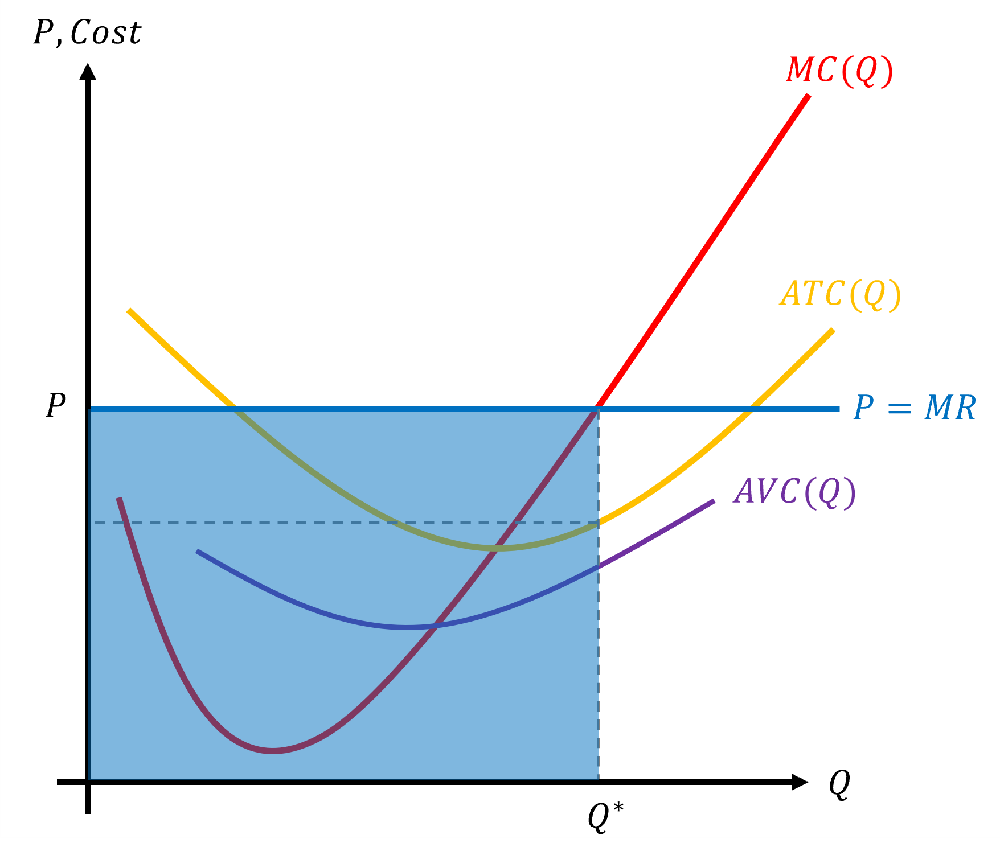 P, Cost
MC(Q)
ATC(Q)
P
P = MR
AVC(Q)
Q
Q*